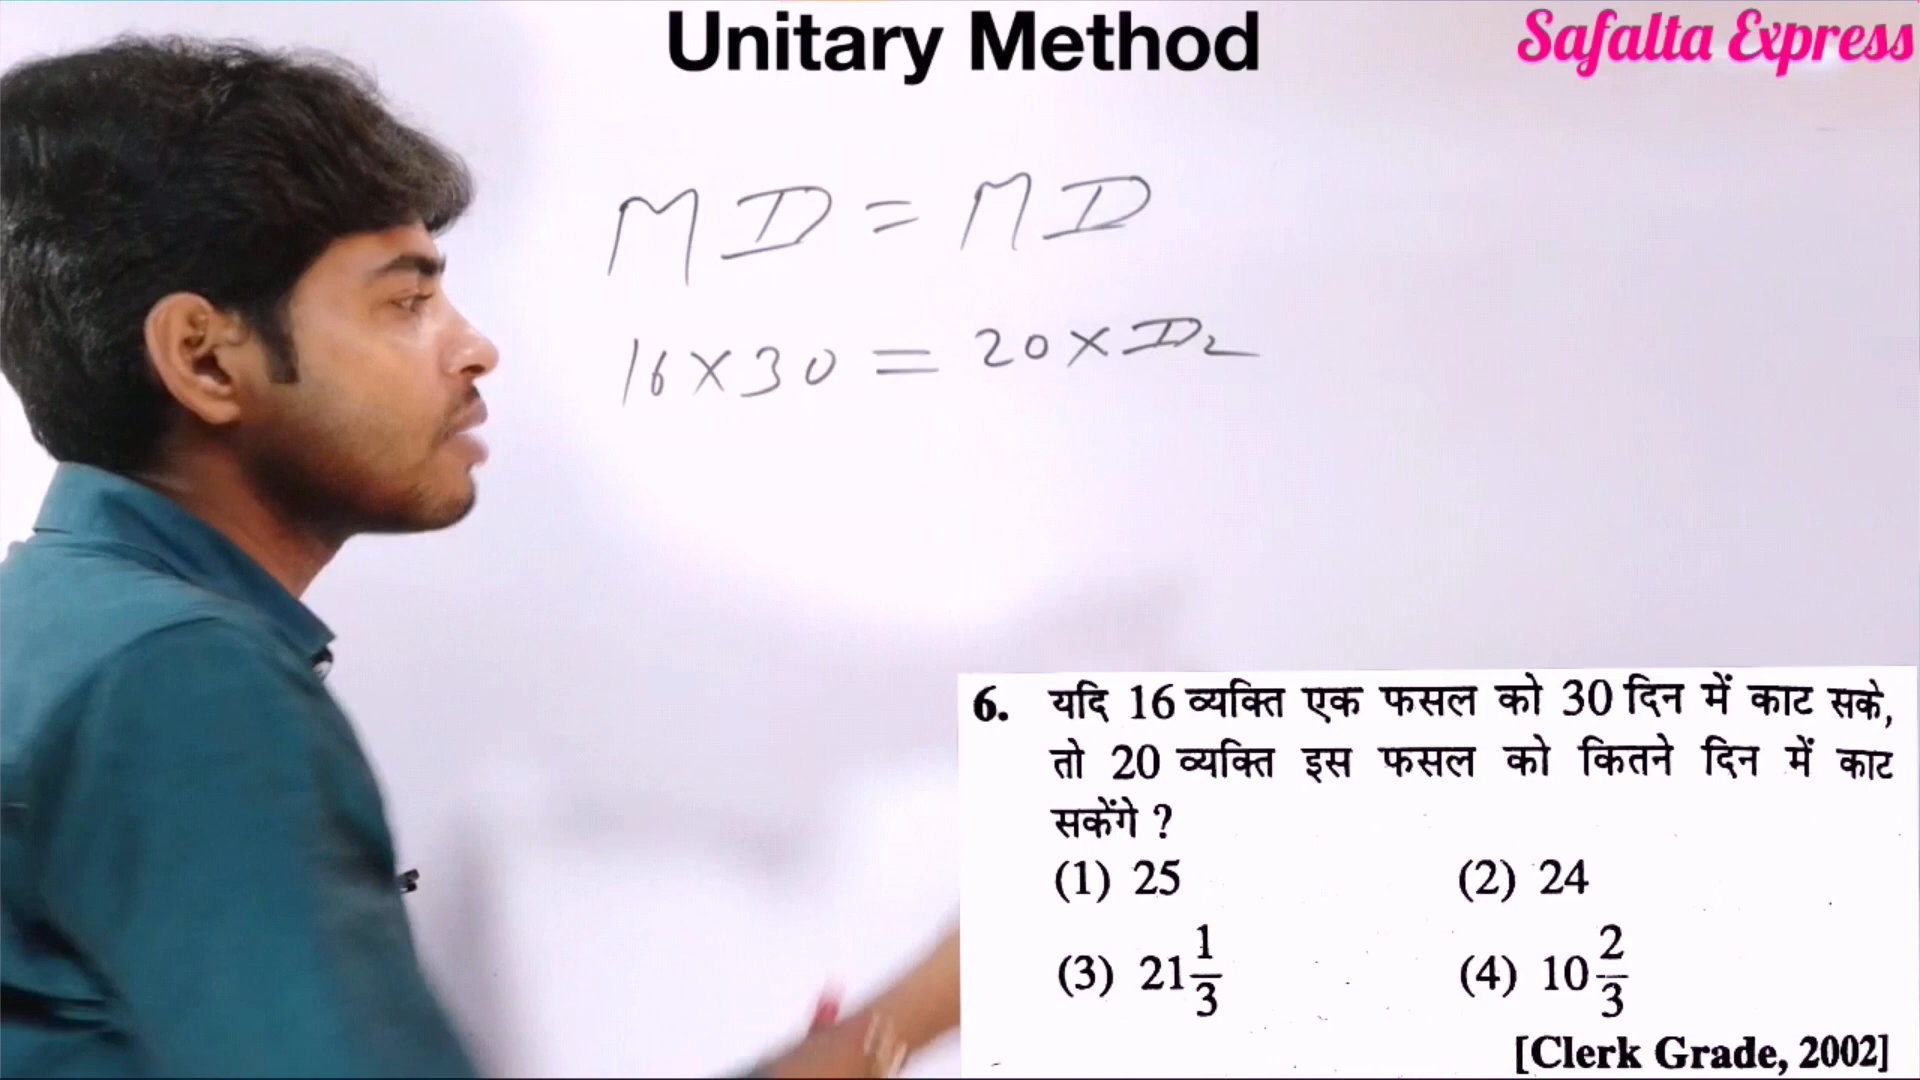 Unitary Method
Safalta Express
MD = MD
16 × 30 = 20 × D₂
6. यदि 16 व्यक्ति एक फसल को 30 दिन में काट सके,
तो 20 व्यक्ति इस फसल को कितने दिन में काट
सकेंगे ?
(1) 25 (2) 24
(3) 21 1/3 (4) 10 2/3
[Clerk Grade, 2002]